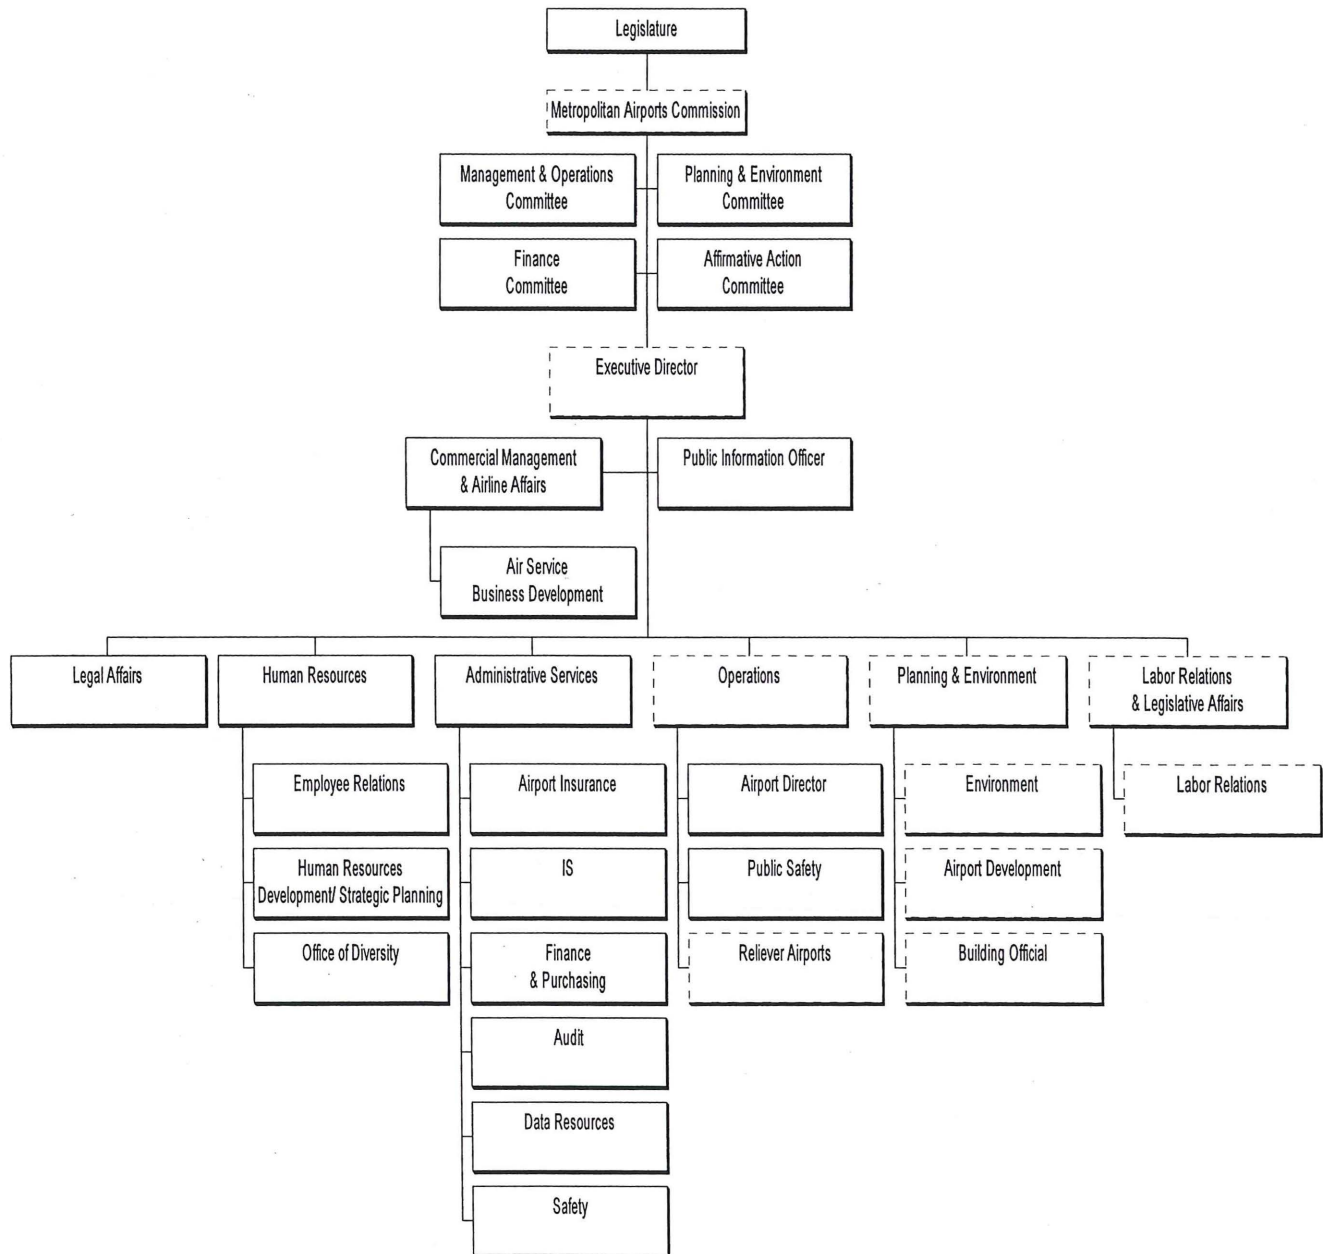 Legislature
Metropolitan Airports Commission
Management & Operations
Committee
Planning & Environment
Committee
Finance
Committee
Affirmative Action
Committee
Executive Director
Commercial Management
& Airline Affairs
Public Information Officer
Air Service
Business Development
Legal Affairs
Human Resources
Administrative Services
Operations
Planning & Environment
Labor Relations
& Legislative Affairs
Employee Relations
Airport Insurance
Airport Director
Environment
Labor Relations
Human Resources
Development/ Strategic Planning
IS
Public Safety
Airport Development
Office of Diversity
Finance
& Purchasing
Reliever Airports
Building Official
Audit
Data Resources
Safety